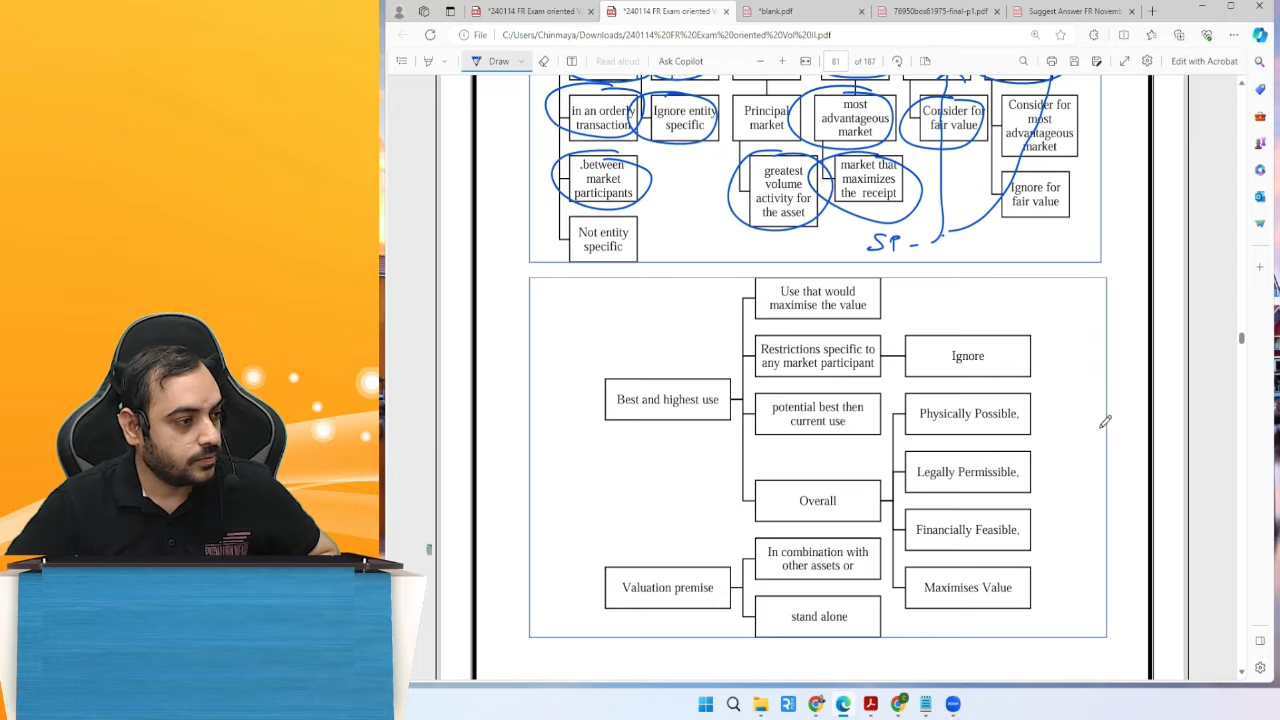 *240114 FR Exam oriented V
*240114 FR Exam oriented V
*blank.pdf
76950bos61975-final-p1.pdf
Suggest Answer FR Novemb
File
C:/Users/Chinmaya/Downloads/240114%20FR%20Exam%20oriented%20Vol%20II.pdf
Draw
Read aloud
Ask Copilot
81 of 187
Edit with Acrobat
in an orderly
transaction
Ignore entity
specific
Principal
market
most
advantageous
market
Consider for
fair value
Consider for
most
advantageous
market
.between
market
participants
greatest
volume
activity for
the asset
market that
maximizes
the receipt
Ignore for
fair value
Not entity
specific
SP -
Use that would
maximise the value
Restrictions specific to
any market participant
Ignore
Best and highest use
potential best then
current use
Physically Possible,
Legally Permissible,
Overall
Financially Feasible,
In combination with
other assets or
Valuation premise
Maximises Value
stand alone